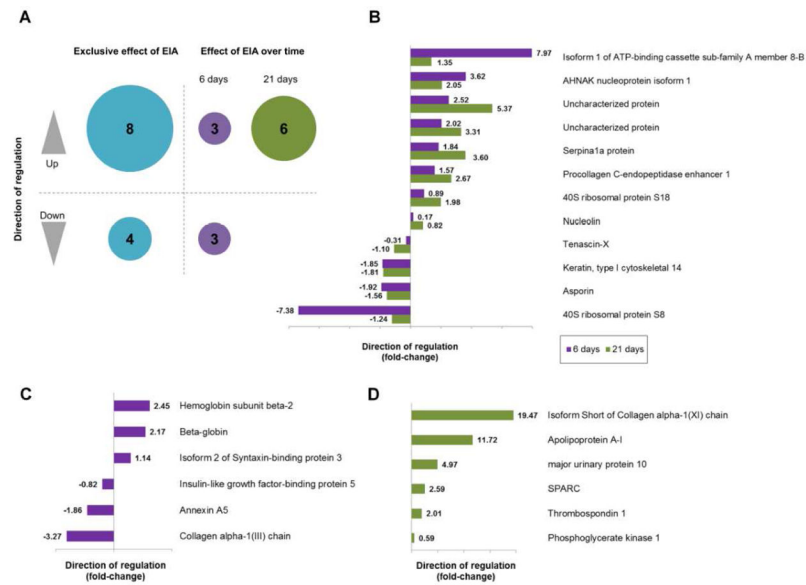 A
Exclusive effect of EIA
Effect of EIA over time
6 days
21 days
Direction of regulation
Up
Down
8
3
6
4
3
B
7.97
1.35
Isoform 1 of ATP-binding cassette sub-family A member 8-B
3.62
2.05
AHNAK nucleoprotein isoform 1
2.52
5.37
Uncharacterized protein
2.02
3.31
Uncharacterized protein
1.84
3.60
Serpina1a protein
1.57
2.67
Procollagen C-endopeptidase enhancer 1
0.89
1.98
40S ribosomal protein S18
0.17
0.82
Nucleolin
-0.31
-1.10
Tenascin-X
-1.85
-1.81
Keratin, type I cytoskeletal 14
-1.92
-1.56
Asporin
-7.38
-1.24
40S ribosomal protein S8
Direction of regulation
(fold-change)
6 days
21 days
C
2.45 Hemoglobin subunit beta-2
2.17 Beta-globin
1.14 Isoform 2 of Syntaxin-binding protein 3
-0.82 Insulin-like growth factor-binding protein 5
-1.86 Annexin A5
-3.27 Collagen alpha-1(III) chain
Direction of regulation
(fold-change)
D
19.47 Isoform Short of Collagen alpha-1(XI) chain
11.72 Apolipoprotein A-I
4.97 major urinary protein 10
2.59 SPARC
2.01 Thrombospondin 1
0.59 Phosphoglycerate kinase 1
Direction of regulation
(fold-change)